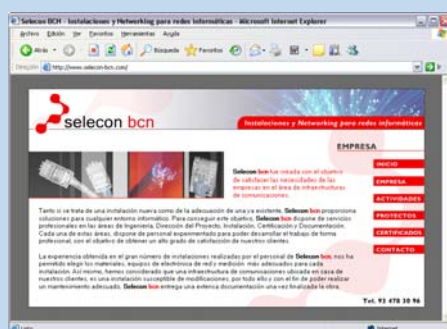 Selecon BCN - Instalaciones y Networking para redes informáticas - Microsoft Internet Explorer
Archivo Edición Ver Favoritos Herramientas Ayuda
Atrás Búsqueda Favoritos
Dirección http://www.selecon-bcn.com/ Ir
selecon bcn
Instalaciones y Networking para redes informáticas
EMPRESA
INICIO
EMPRESA
ACTIVIDADES
PROYECTOS
CERTIFICADOS
CONTACTO
Selecon bcn fue creada con el objetivo
de satisfacer las necesidades de las
empresas en el área de infraestructuras
de comunicaciones.
Tanto si se trata de una instalación nueva como de la adecuación de una ya existente, Selecon bcn proporciona
soluciones para cualquier entorno informático. Para conseguir este objetivo, Selecon bcn dispone de servicios
profesionales en las áreas de Ingeniería, Dirección del Proyecto, Instalación, Certificación y Documentación.
Cada una de estas áreas, dispone de personal experimentado para poder desarrollar el trabajo de forma
profesional, con el objetivo de obtener un alto grado de satisfacción de nuestros clientes.
La experiencia obtenida en el gran número de instalaciones realizadas por el personal de Selecon bcn, nos ha
permitido elegir los materiales, equipos de electrónica de red y medición más adecuados para cada
instalación. Así mismo, hemos considerado que una infraestructura de comunicaciones ubicada en casa de
nuestros clientes, es una instalación susceptible de modificaciones, por todo ello y con el fin de poder realizar
un mantenimiento adecuado, Selecon bcn entrega una extensa documentación una vez finalizada la obra.
Tel. 93 478 30 96
Listo
Internet